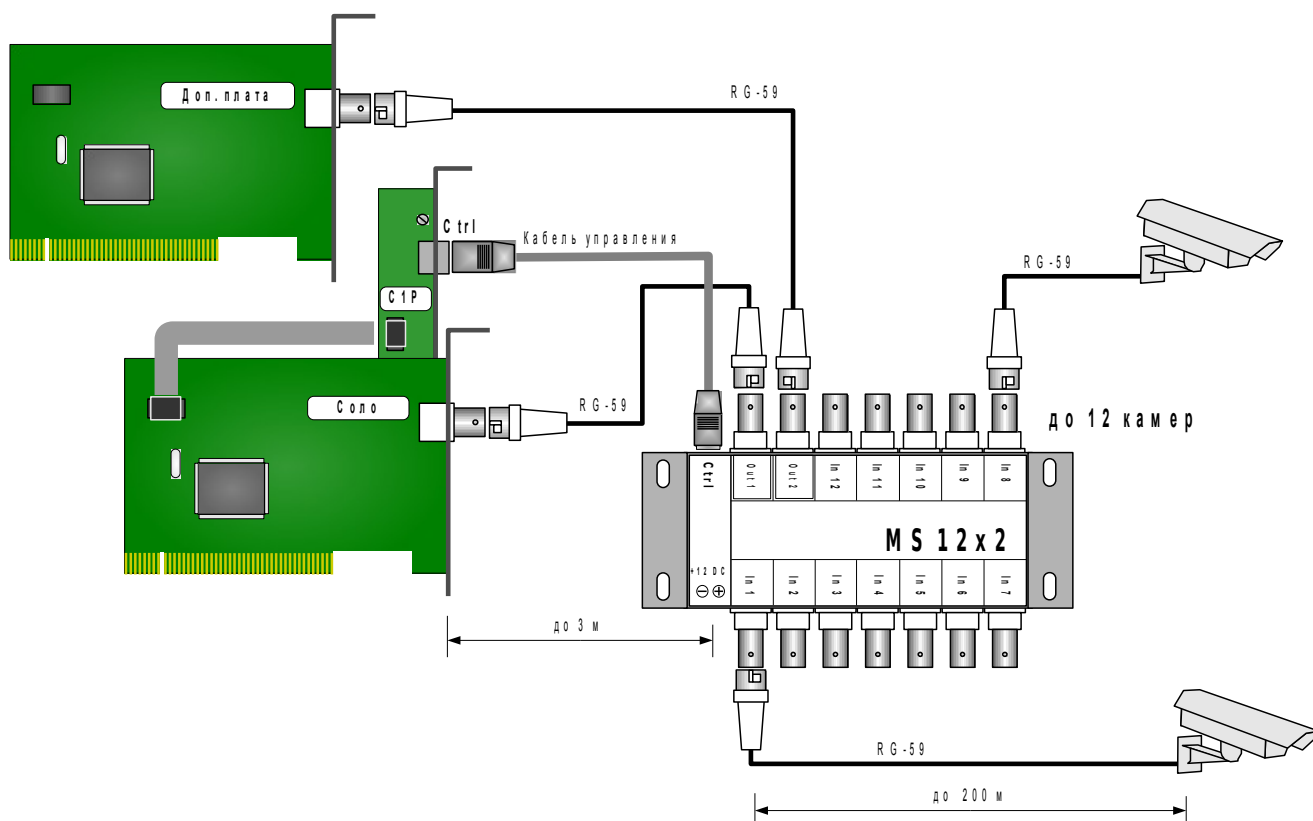 Доп. плата
RG-59
Ctrl
Кабель управления
RG-59
C1P
Соло
RG-59
до 12 камер
Ctrl
Out1
Out2
In12
In11
In10
In9
In8
MS 12x2
+12DC
In1
In2
In3
In4
In5
In6
In7
до 3 м
RG-59
до 200 м